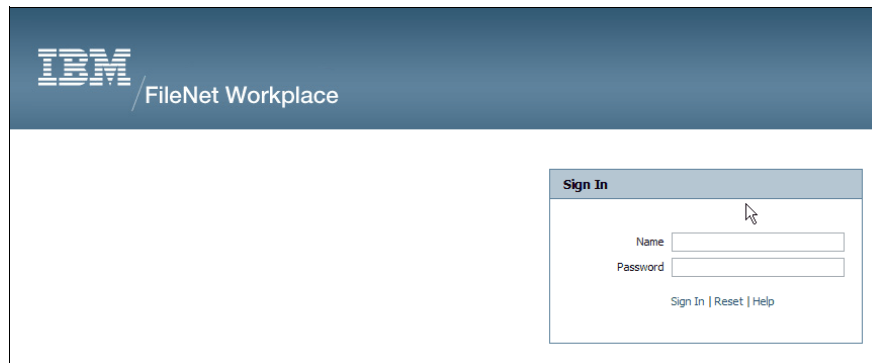 IBM
FileNet Workplace
Sign In
Name
Password
Sign In | Reset | Help